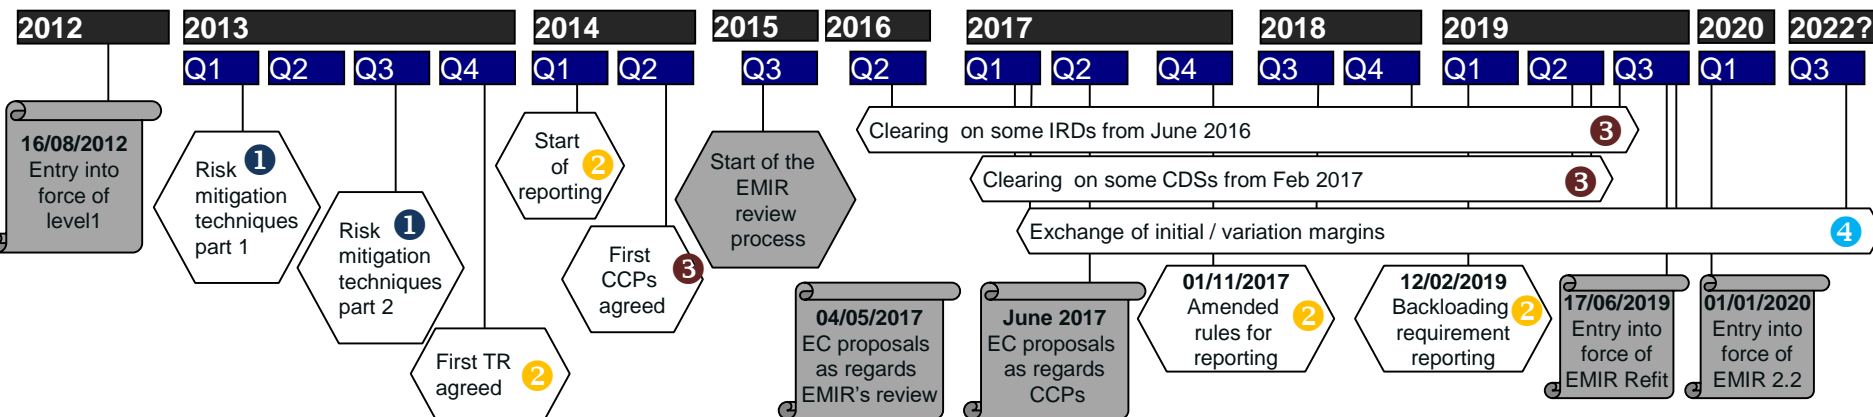 2012 2013 2014 2015 2016 2017 2018 2019 2020 2022?
Q1 Q2 Q3 Q4 Q1 Q2 Q3 Q2 Q1 Q2 Q4 Q3 Q4 Q1 Q2 Q3 Q1 Q3
16/08/2012
Entry into
force of
level1
Risk 1
mitigation
techniques
part 1
Risk 1
mitigation
techniques
part 2
First TR
agreed 2
Start
of 2
reporting
First
CCPs 3
agreed
Start of the
EMIR
review
process
Clearing on some IRDs from June 2016 3
Clearing on some CDSs from Feb 2017 3
Exchange of initial / variation margins 4
04/05/2017
EC proposals
as regards
EMIR's review
June 2017
EC proposals
as regards
CCPs
01/11/2017
Amended
rules for 2
reporting
12/02/2019
Backloading 2
requirement
reporting
17/06/2019
Entry into
force of
EMIR Refit
01/01/2020
Entry into
force of
EMIR 2.2